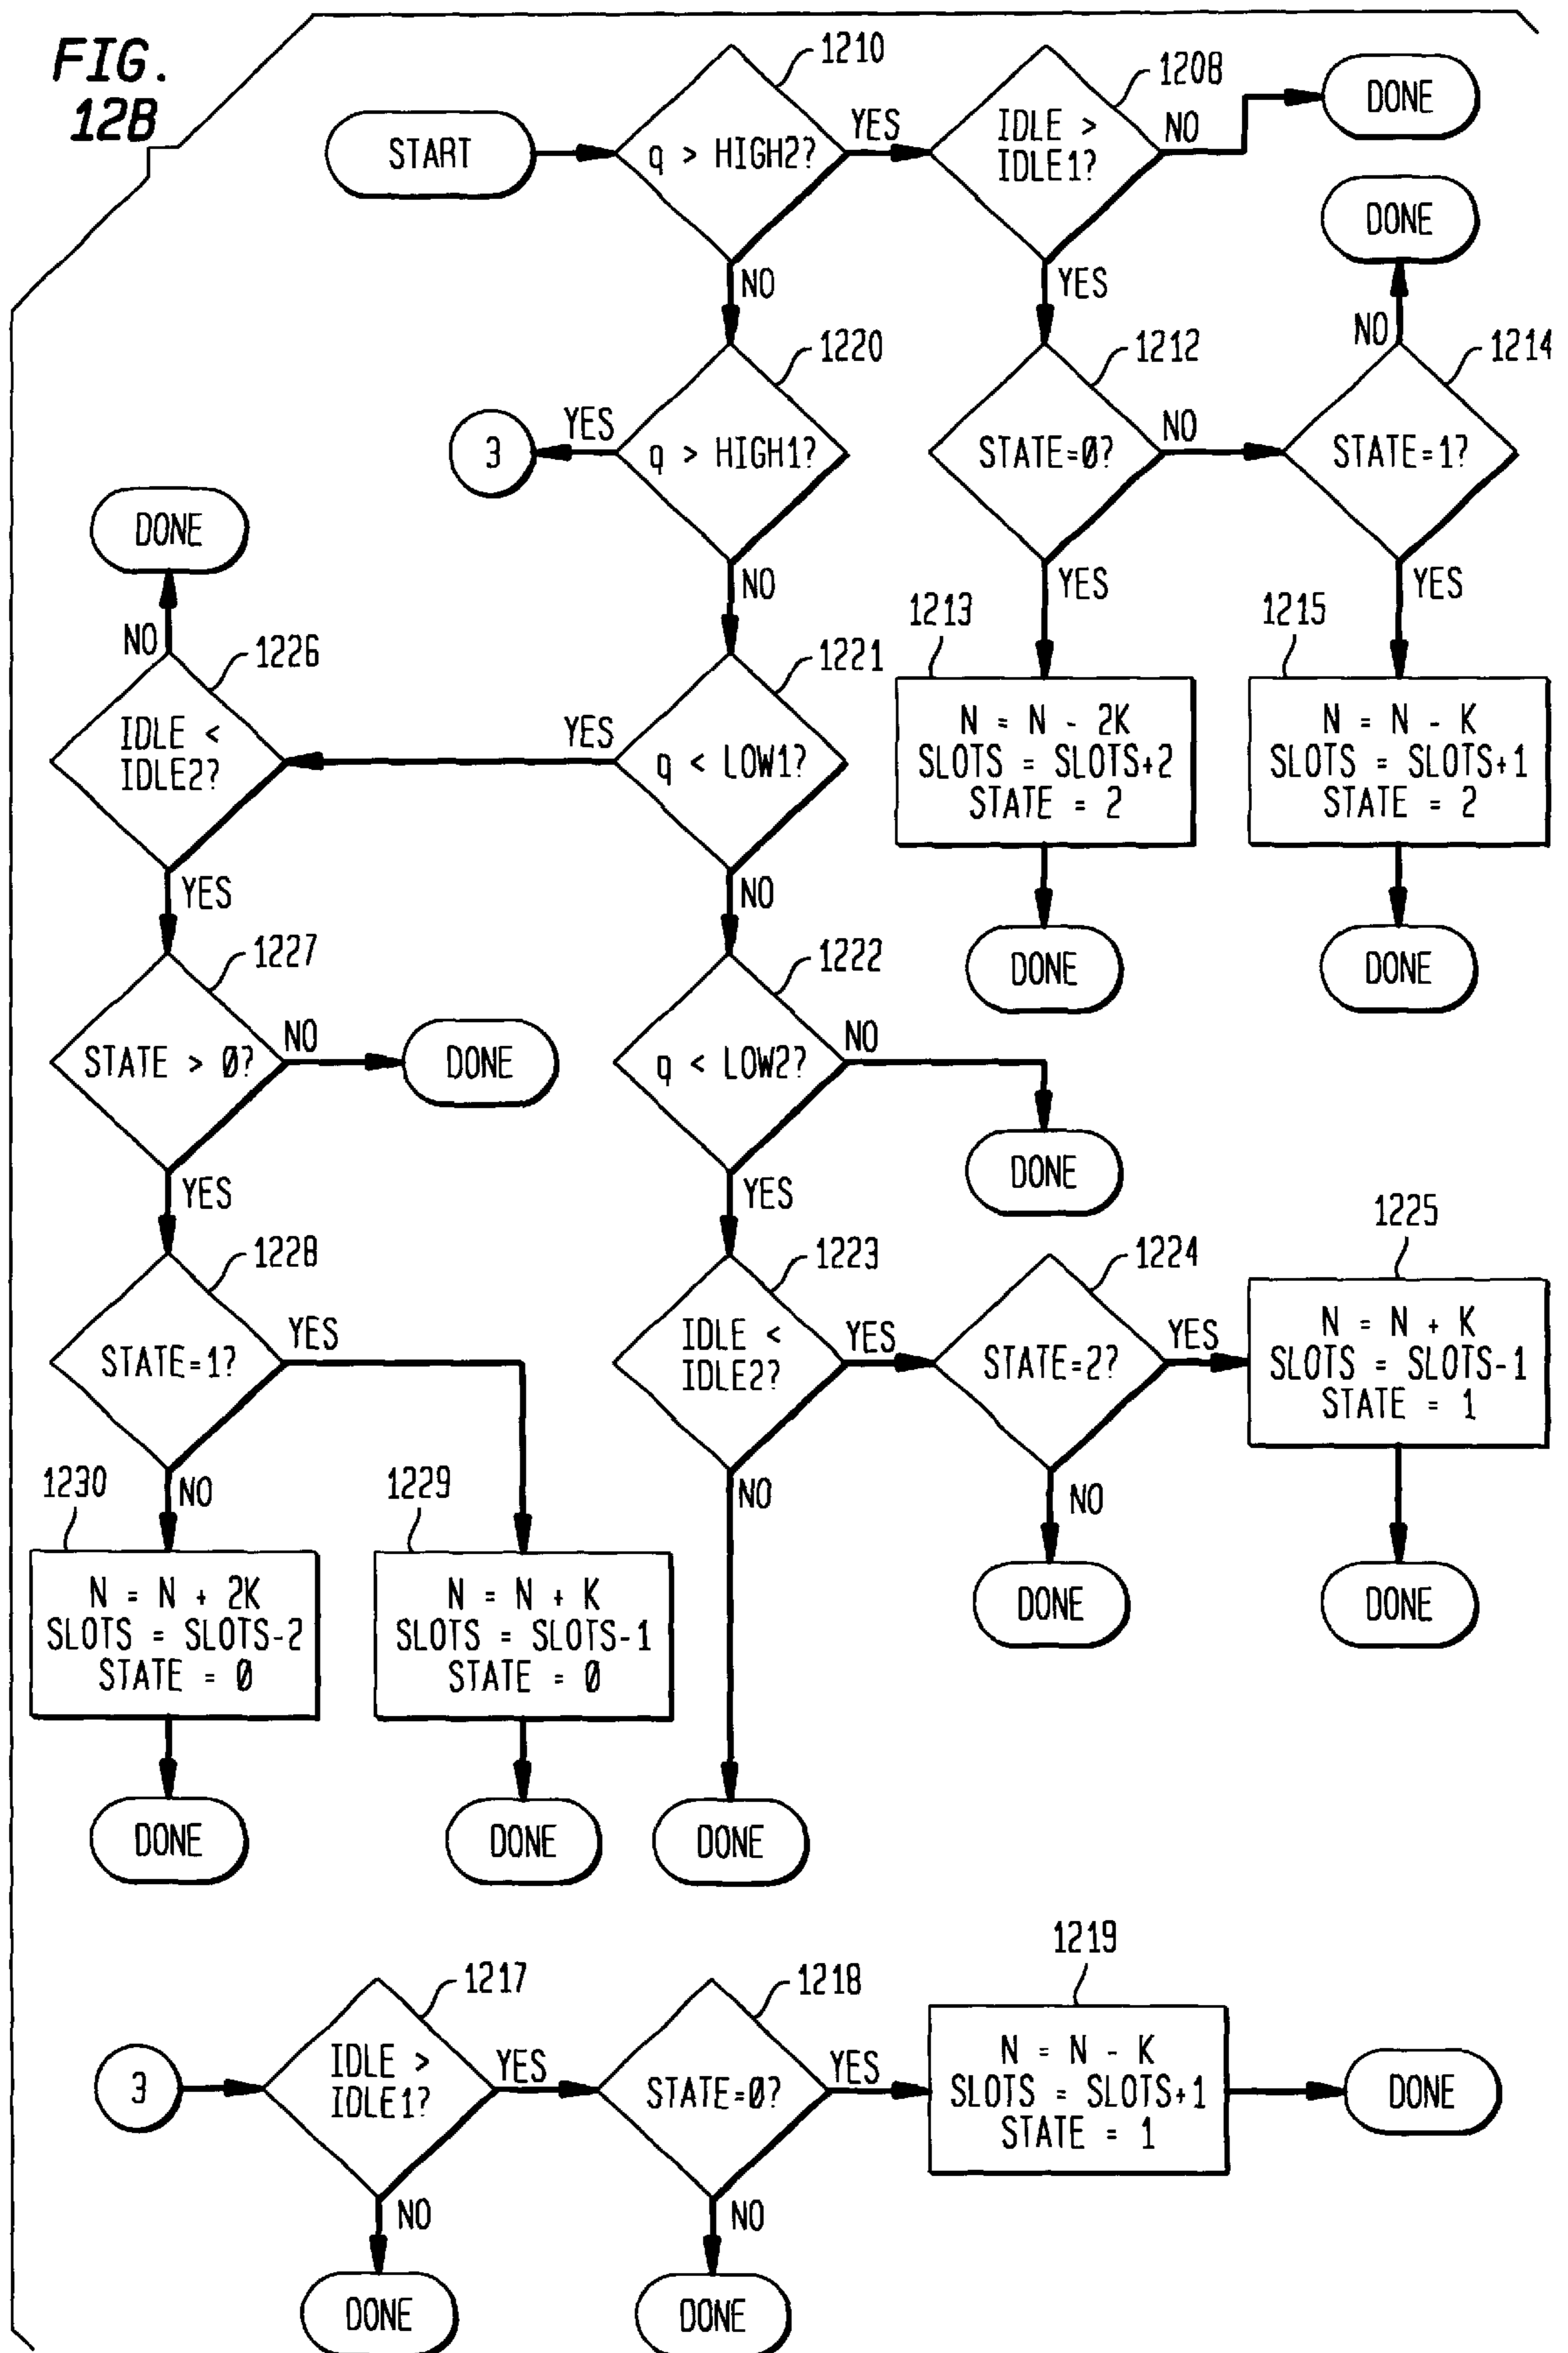 FIG.
12B
START
1210
q > HIGH2?
YES
NO
1208
IDLE >
IDLE1?
NO
YES
DONE
DONE
1220
q > HIGH1?
YES
NO
3
1212
STATE=0?
NO
YES
1214
STATE=1?
NO
YES
DONE
1226
IDLE <
IDLE2?
NO
YES
1221
q < LOW1?
YES
NO
1213
N = N - 2K
SLOTS = SLOTS+2
STATE = 2
DONE
1215
N = N - K
SLOTS = SLOTS+1
STATE = 2
DONE
1227
STATE > 0?
NO
YES
DONE
1222
q < LOW2?
NO
YES
DONE
1228
STATE=1?
YES
NO
1223
IDLE <
IDLE2?
YES
NO
1224
STATE=2?
YES
NO
1225
N = N + K
SLOTS = SLOTS-1
STATE = 1
1230
N = N + 2K
SLOTS = SLOTS-2
STATE = 0
1229
N = N + K
SLOTS = SLOTS-1
STATE = 0
DONE
DONE
DONE
DONE
DONE
3
1217
IDLE >
IDLE1?
YES
NO
1218
STATE=0?
YES
NO
1219
N = N - K
SLOTS = SLOTS+1
STATE = 1
DONE
DONE
DONE